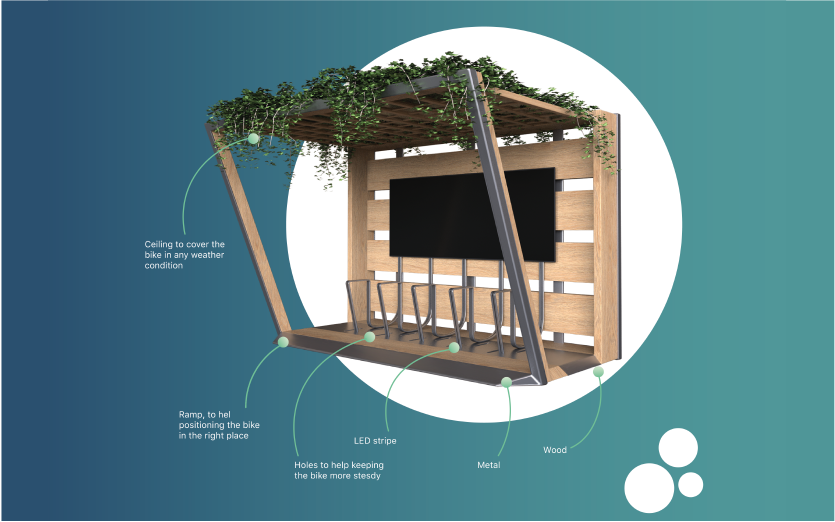 Ceiling to cover the
bike in any weather
condition
Ramp, to hel
positioning the bike
in the right place
LED stripe
Holes to help keeping
the bike more stesdy
Metal
Wood